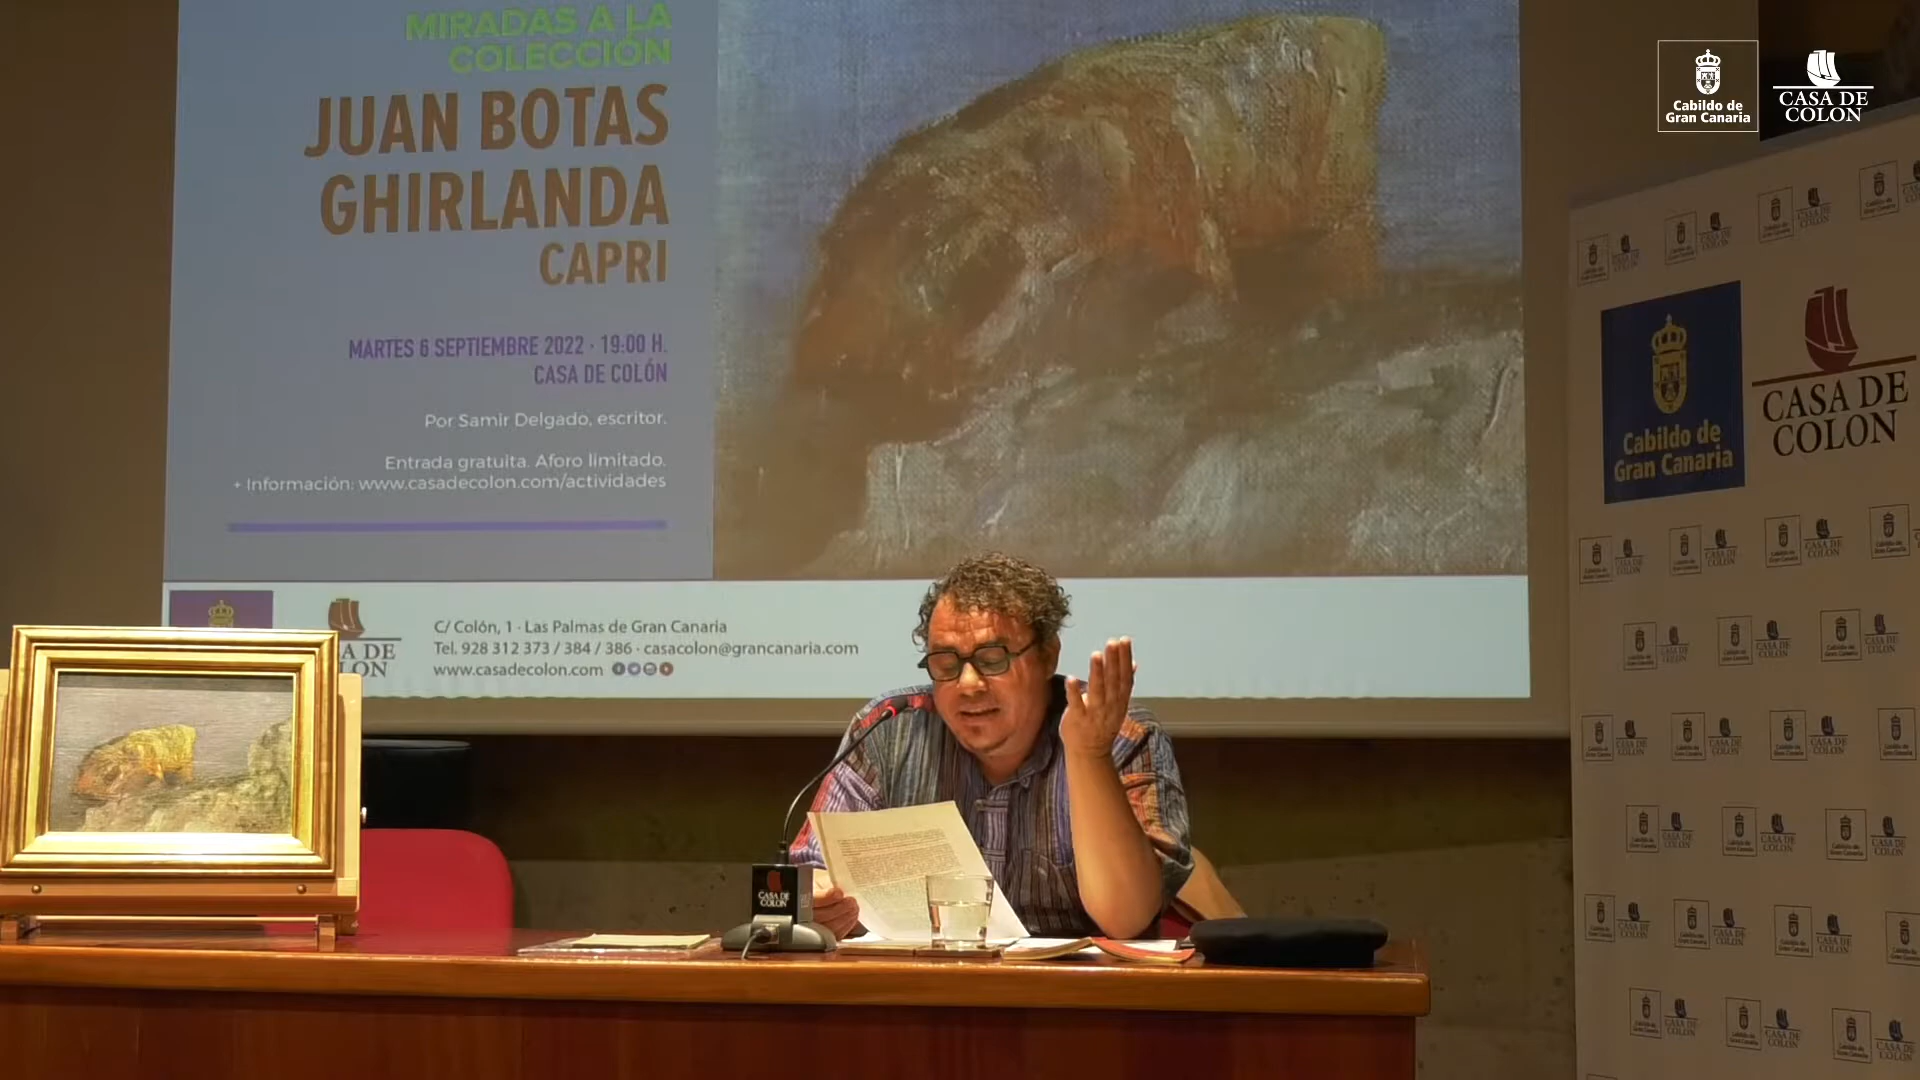 MIRADAS A LA
COLECCIÓN
JUAN BOTAS
GHIRLANDA
CAPRI
MARTES 6 SEPTIEMBRE 2022 · 19:00 H.
CASA DE COLÓN
Por Samir Delgado, escritor.
Entrada gratuita. Aforo limitado.
+ Información: www.casadecolon.com/actividades
C/ Colón, 1 · Las Palmas de Gran Canaria
Tel. 928 312 373 / 384 / 386 · casacolon@grancanaria.com
www.casadecolon.com
Cabildo de
Gran Canaria
CASA DE
COLON
Cabildo de
Gran Canaria
CASA DE
COLON
CASA DE
COLON